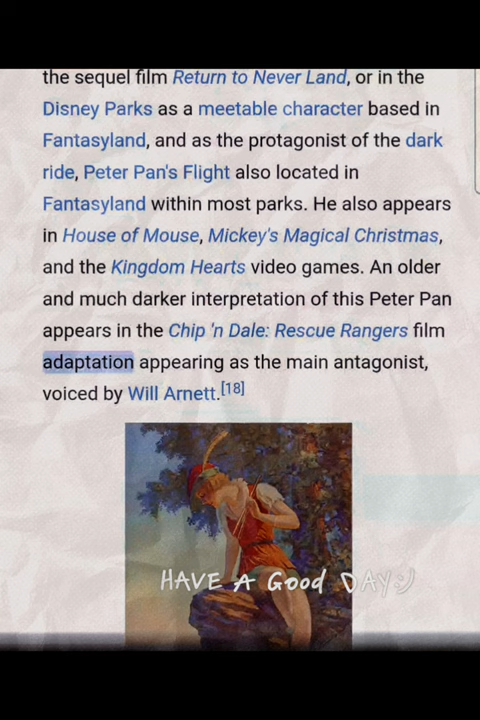 the sequel film Return to Never Land, or in the
Disney Parks as a meetable character based in
Fantasyland, and as the protagonist of the dark
ride, Peter Pan's Flight also located in
Fantasyland within most parks. He also appears
in House of Mouse, Mickey's Magical Christmas,
and the Kingdom Hearts video games. An older
and much darker interpretation of this Peter Pan
appears in the Chip 'n Dale: Rescue Rangers film
adaptation appearing as the main antagonist,
voiced by Will Arnett.[18]
HAVE A Good DAY:)